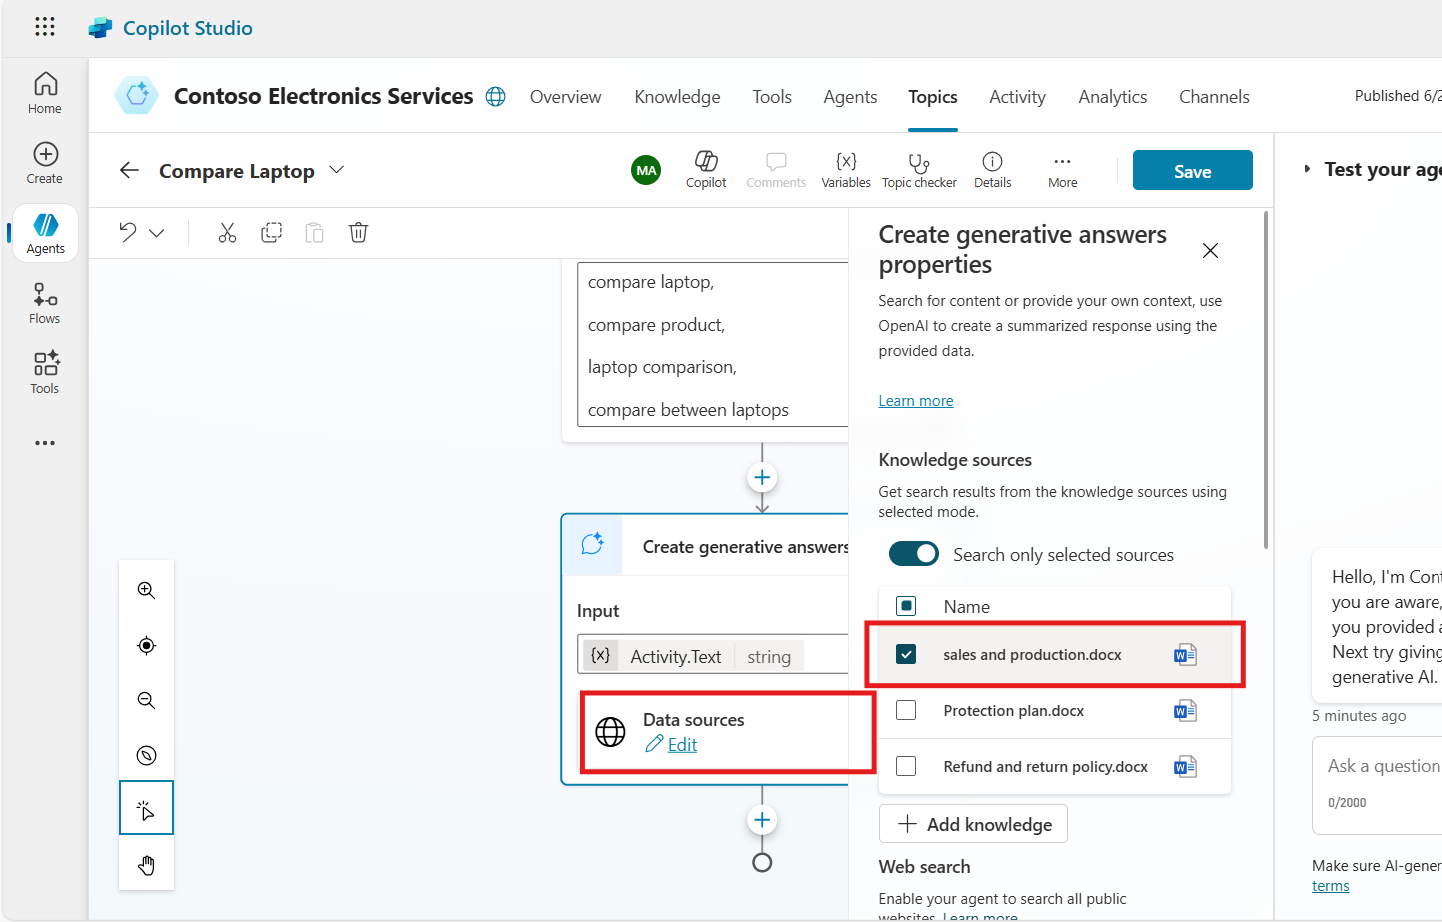 Copilot Studio
Home
Create
Agents
Flows
Tools
Contoso Electronics Services
Overview
Knowledge
Tools
Agents
Topics
Activity
Analytics
Channels
Published 6/2
Compare Laptop
MA
Copilot
Comments
Variables
Topic checker
Details
More
Save
Test your age
compare laptop,
compare product,
laptop comparison,
compare between laptops
Create generative answers
Input
{x} Activity.Text string
Data sources
Edit
Create generative answers
properties
Search for content or provide your own context, use
OpenAI to create a summarized response using the
provided data.
Learn more
Knowledge sources
Get search results from the knowledge sources using
selected mode.
Search only selected sources
Name
sales and production.docx
Protection plan.docx
Refund and return policy.docx
Add knowledge
Web search
Enable your agent to search all public
websites. Learn more
Hello, I'm Cont
you are aware,
you provided a
Next try giving
generative AI.
5 minutes ago
Ask a question
0/2000
Make sure AI-gener
terms